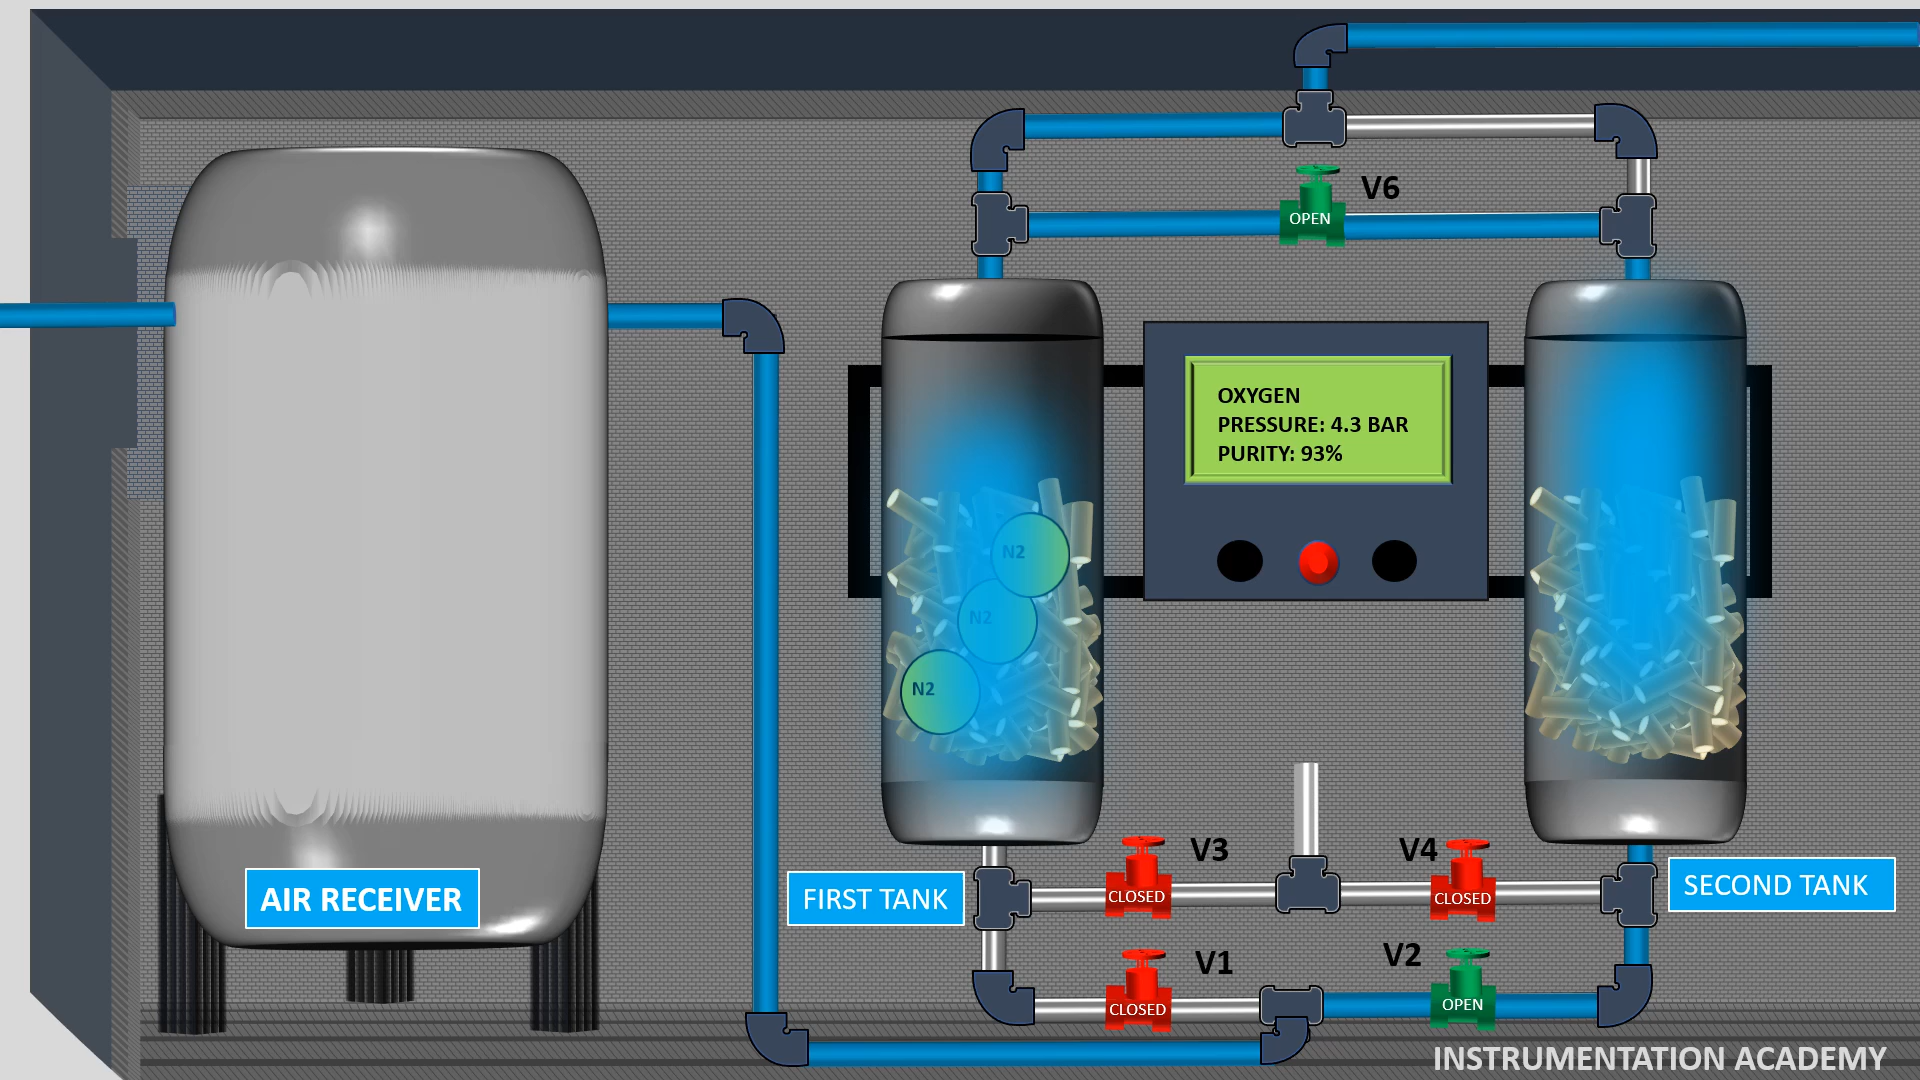 V6
OPEN
OXYGEN
PRESSURE: 4.3 BAR
PURITY: 93%
N2
N2
N2
AIR RECEIVER
FIRST TANK
V3
CLOSED
V4
CLOSED
SECOND TANK
V1
CLOSED
V2
OPEN
INSTRUMENTATION ACADEMY